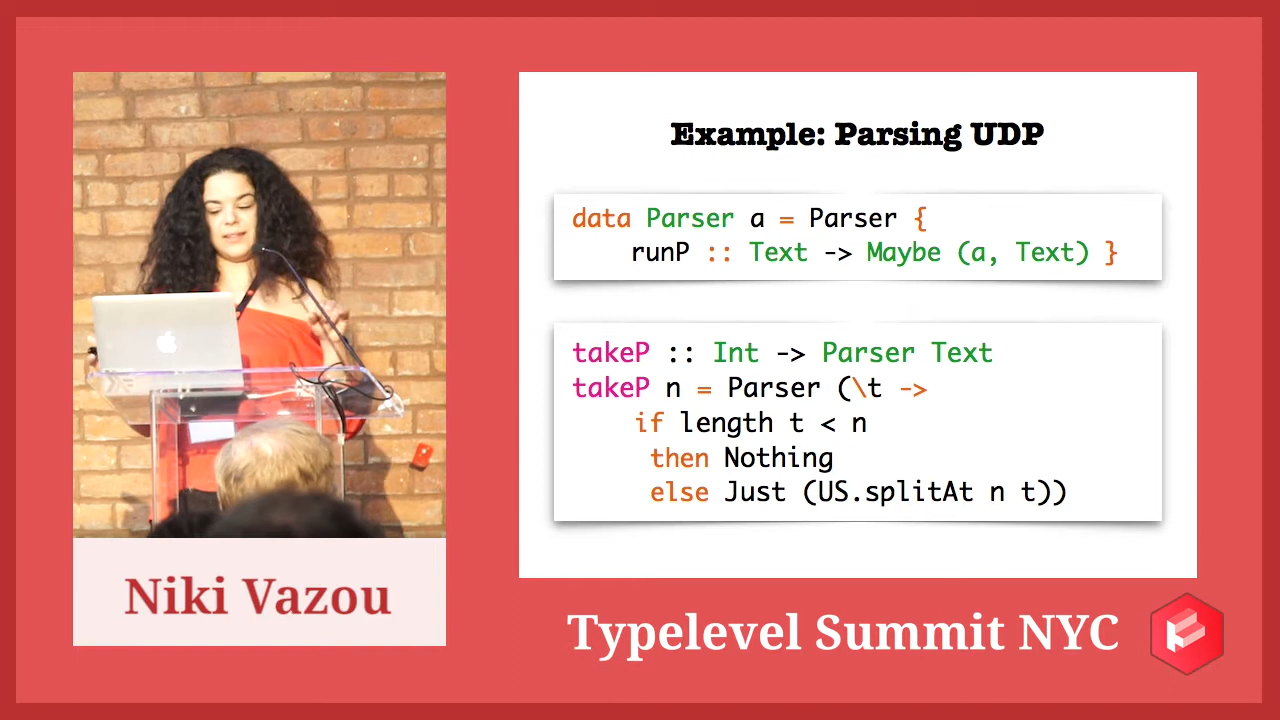 Example: Parsing UDP
data Parser a = Parser {
runP :: Text -> Maybe (a, Text) }
takeP :: Int -> Parser Text
takeP n = Parser (\t ->
if length t < n
then Nothing
else Just (US.splitAt n t))
Niki Vazou
Typelevel Summit NYC